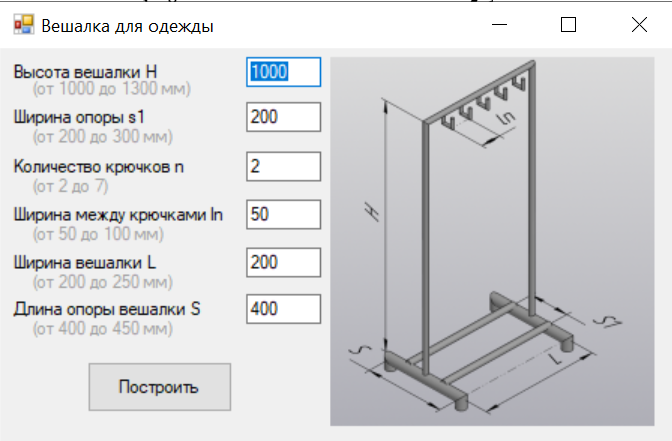 Вешалка для одежды
Высота вешалки H 1000
(от 1000 до 1300 мм)
Ширина опоры s1 200
(от 200 до 300 мм)
Количество крючков n 2
(от 2 до 7)
Ширина между крючками ln 50
(от 50 до 100 мм)
Ширина вешалки L 200
(от 200 до 250 мм)
Длина опоры вешалки S 400
(от 400 до 450 мм)
Построить
ln
H
S1
S
L